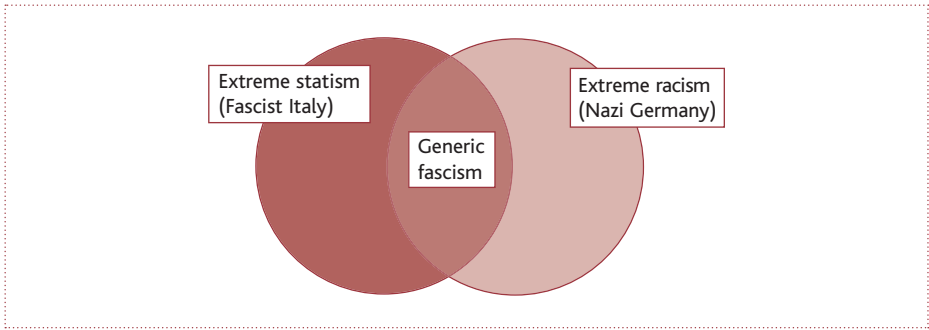 Extreme statism
(Fascist Italy)
Generic
fascism
Extreme racism
(Nazi Germany)